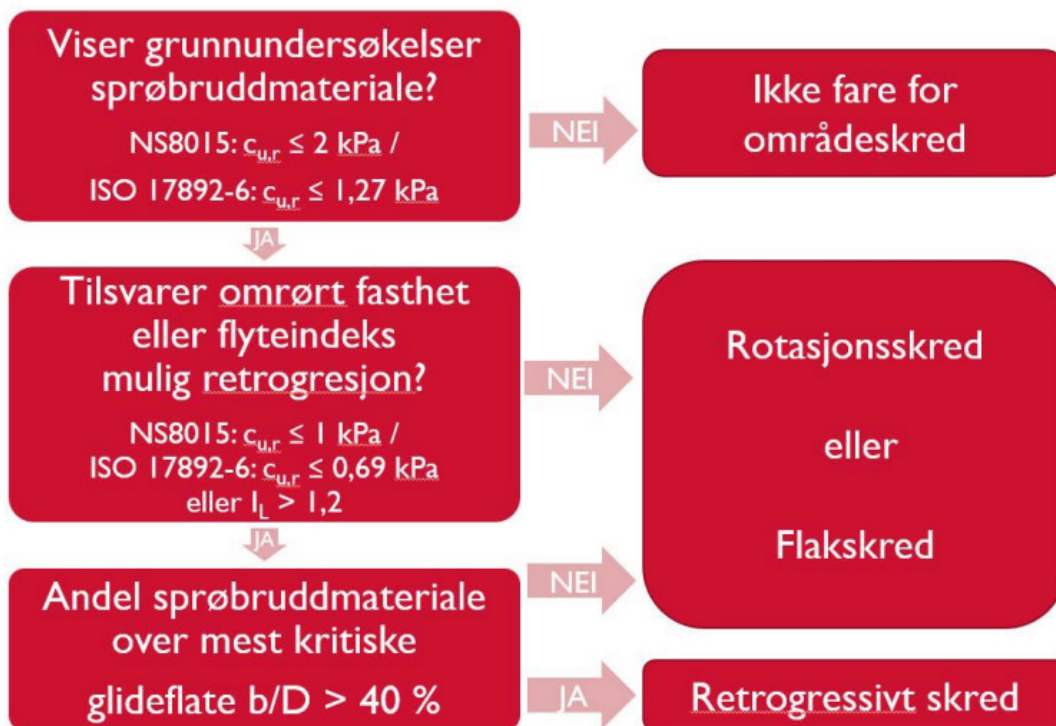 Viser grunnundersøkelser
sprøbruddmateriale?
NS8015: cu,r ≤ 2 kPa /
ISO 17892-6: cu,r ≤ 1,27 kPa
NEI
Ikke fare for
områdeskred
JA
Tilsvarer omrørt fasthet
eller flyteindeks
mulig retrogresjon?
NS8015: cu,r ≤ 1 kPa /
ISO 17892-6: cu,r ≤ 0,69 kPa
eller IL > 1,2
NEI
Rotasjonsskred
eller
Flakskred
JA
Andel sprøbruddmateriale
over mest kritiske
glideflate b/D > 40 %
NEI
JA
Retrogressivt skred